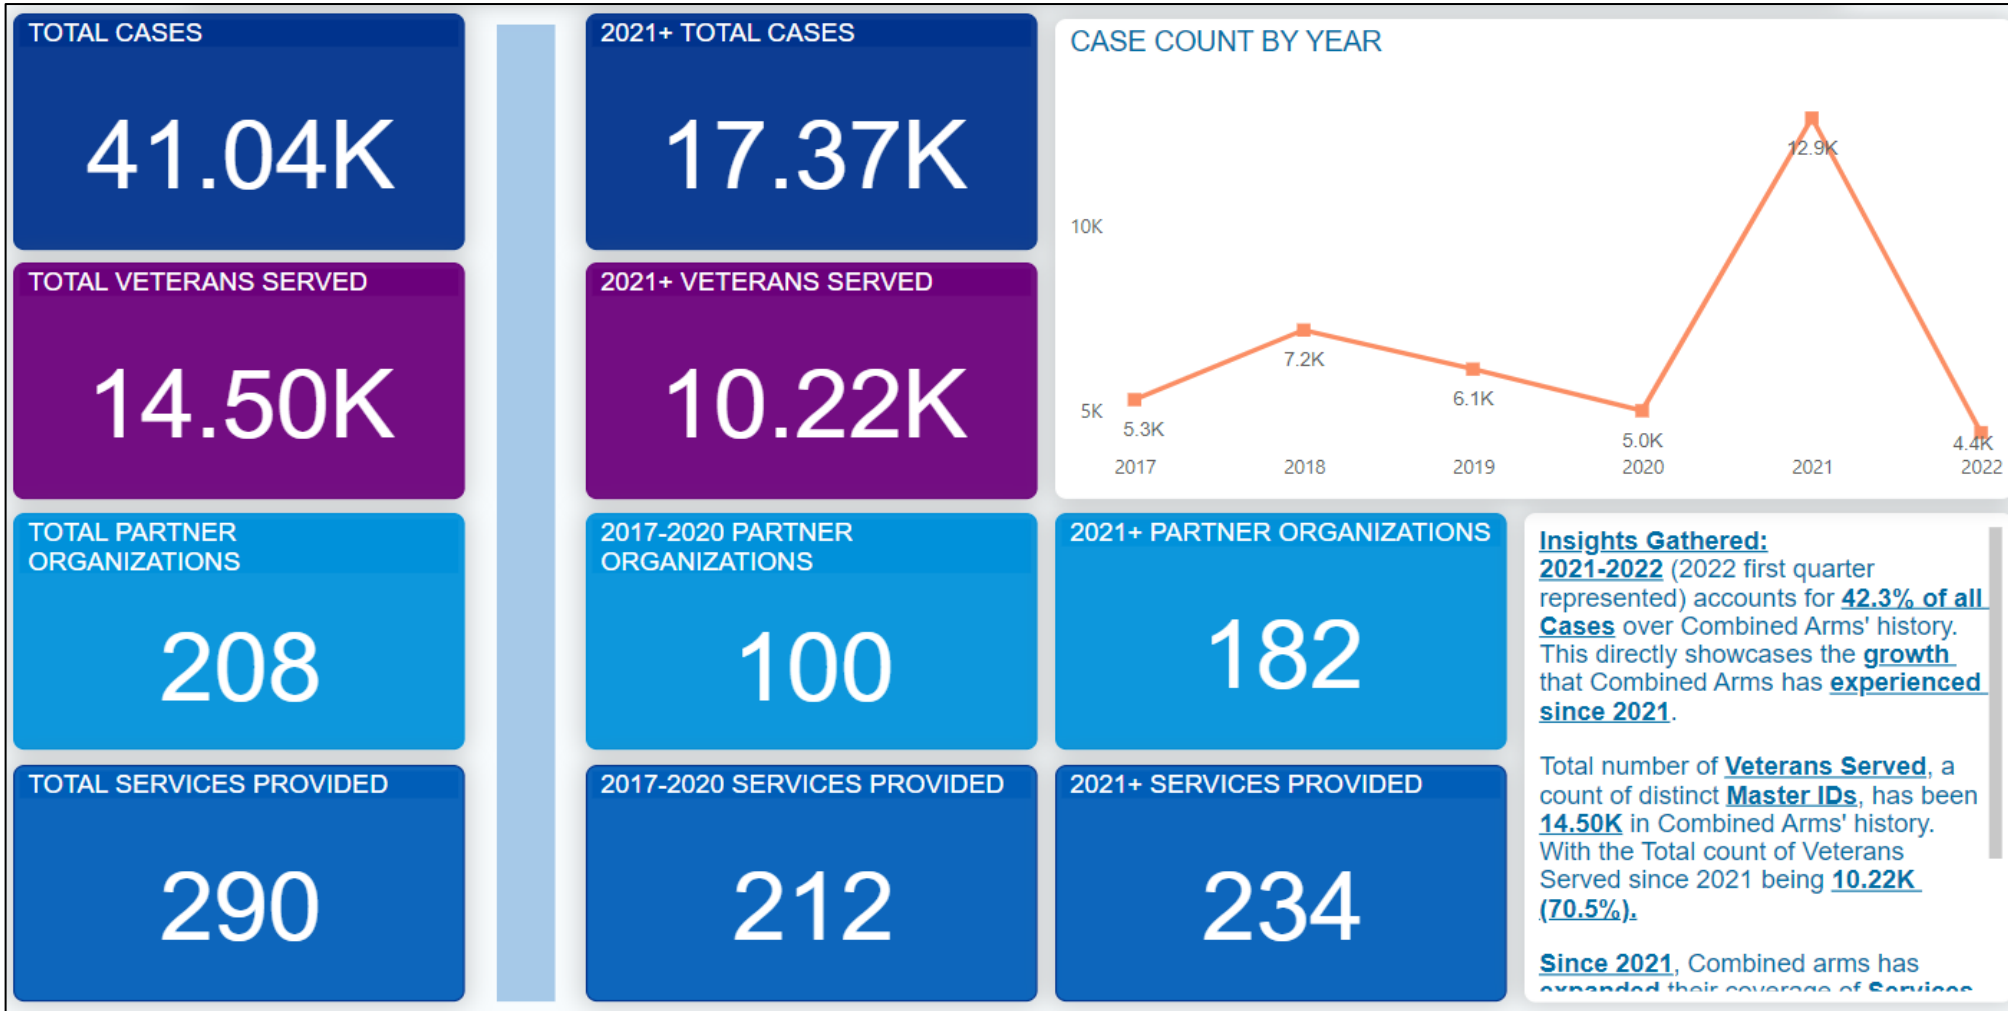 TOTAL CASES
41.04K
2021+ TOTAL CASES
17.37K
CASE COUNT BY YEAR
10K
5K
5.3K
7.2K
6.1K
5.0K
12.9K
4.4K
2017
2018
2019
2020
2021
2022
TOTAL VETERANS SERVED
14.50K
2021+ VETERANS SERVED
10.22K
TOTAL PARTNER
ORGANIZATIONS
208
2017-2020 PARTNER
ORGANIZATIONS
100
2021+ PARTNER ORGANIZATIONS
182
TOTAL SERVICES PROVIDED
290
2017-2020 SERVICES PROVIDED
212
2021+ SERVICES PROVIDED
234
Insights Gathered:
2021-2022 (2022 first quarter
represented) accounts for 42.3% of all
Cases over Combined Arms' history.
This directly showcases the growth
that Combined Arms has experienced
since 2021.
Total number of Veterans Served, a
count of distinct Master IDs, has been
14.50K in Combined Arms' history.
With the Total count of Veterans
Served since 2021 being 10.22K
(70.5%).
Since 2021, Combined arms has
expanded their coverage of Services